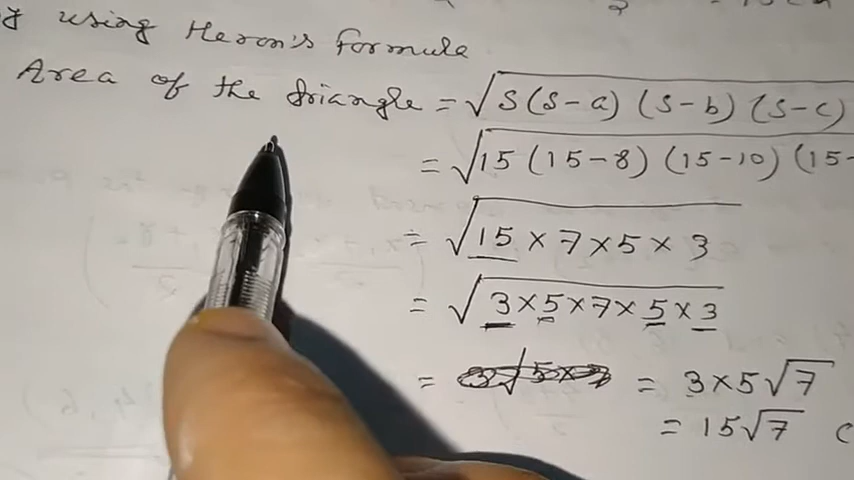 using Heron's formula
Area of the triangle = √S(S-a) (S-b) (S-c)
= √15 (15-8) (15-10) (15-
= √15 × 7 × 5 × 3
= √3 × 5 × 7 × 5 × 3
= = 3 × 5 √7
= 15√7